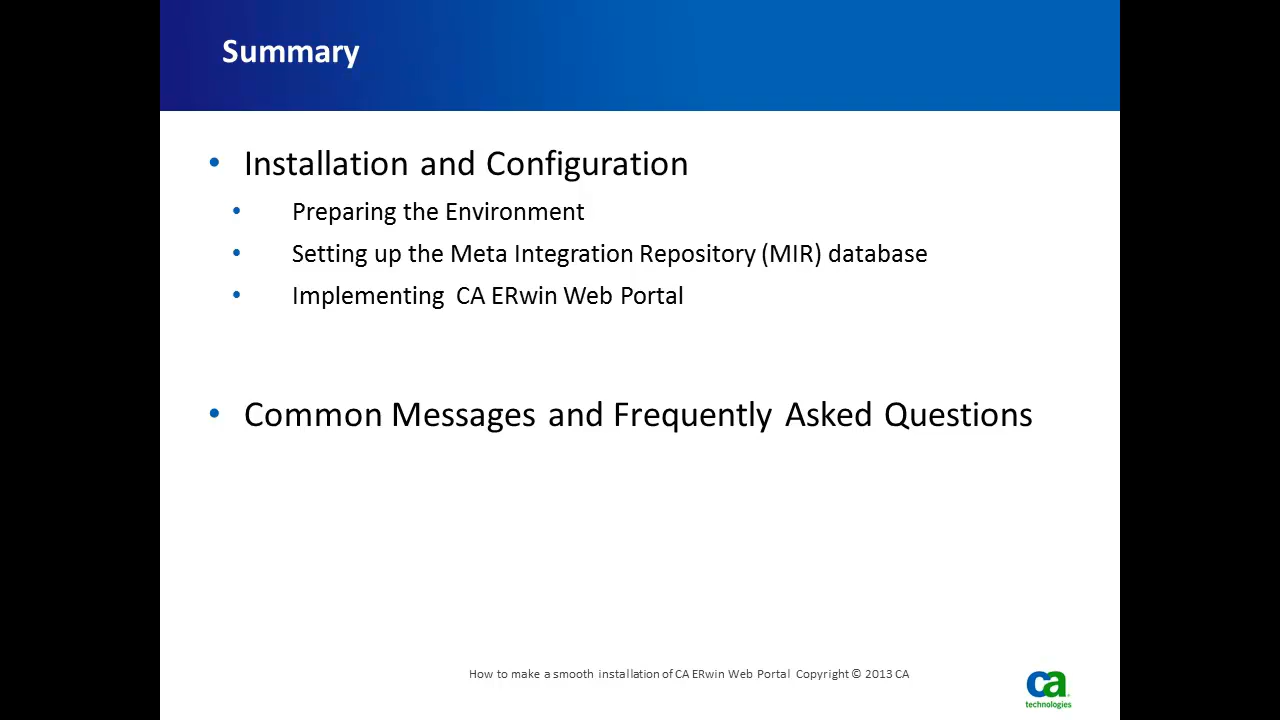 Summary
• Installation and Configuration
• Preparing the Environment
• Setting up the Meta Integration Repository (MIR) database
• Implementing CA ERwin Web Portal
• Common Messages and Frequently Asked Questions
How to make a smooth installation of CA ERwin Web Portal Copyright © 2013 CA
ca
technologies